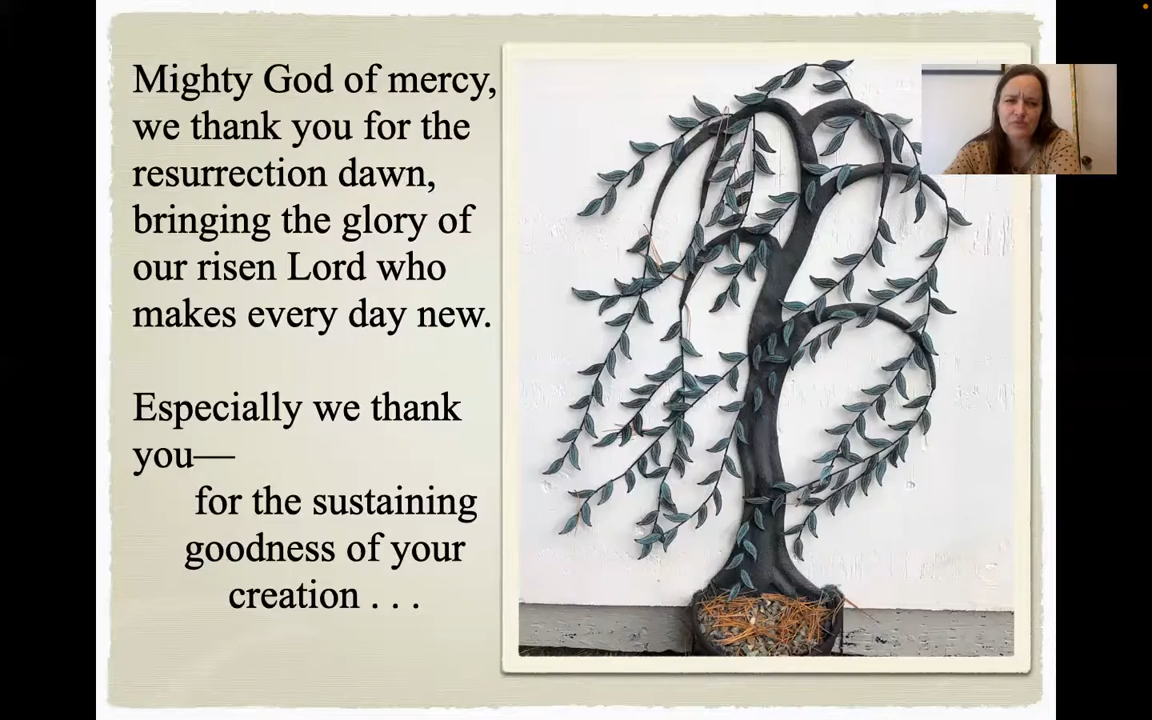 Mighty God of mercy,
we thank you for the
resurrection dawn,
bringing the glory of
our risen Lord who
makes every day new.
Especially we thank
you—
for the sustaining
goodness of your
creation . . .